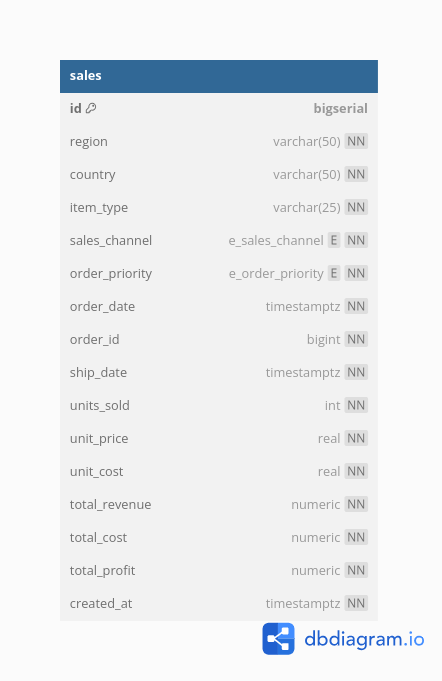 sales
id bigserial
region varchar(50) NN
country varchar(50) NN
item_type varchar(25) NN
sales_channel e_sales_channel E NN
order_priority e_order_priority E NN
order_date timestamptz NN
order_id bigint NN
ship_date timestamptz NN
units_sold int NN
unit_price real NN
unit_cost real NN
total_revenue numeric NN
total_cost numeric NN
total_profit numeric NN
created_at timestamptz NN
dbdiagram.io